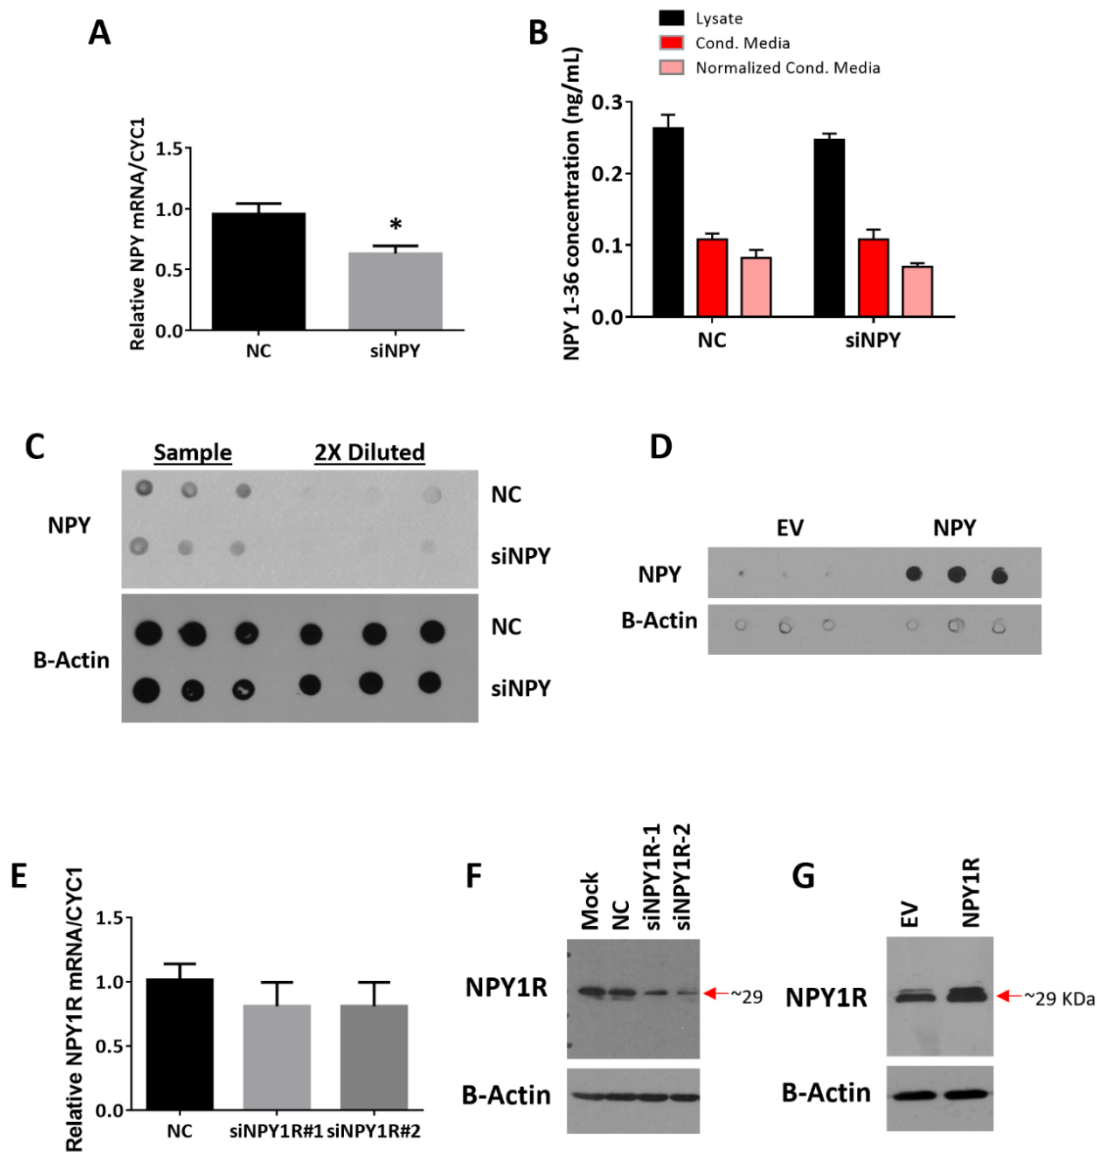 A
Relative NPY mRNA/CYC1
1.5
1.0
0.5
0.0
*
NC
siNPY
B
Lysate
Cond. Media
Normalized Cond. Media
NPY 1-36 concentration (ng/mL)
0.3
0.2
0.1
0.0
NC
siNPY
C
Sample
2X Diluted
NPY
NC
siNPY
B-Actin
NC
siNPY
D
EV
NPY
NPY
B-Actin
E
Relative NPY1R mRNA/CYC1
1.5
1.0
0.5
0.0
NC
siNPY1R#1
siNPY1R#2
F
Mock
NC
siNPY1R-1
siNPY1R-2
NPY1R
~29
B-Actin
G
EV
NPY1R
NPY1R
~29 KDa
B-Actin